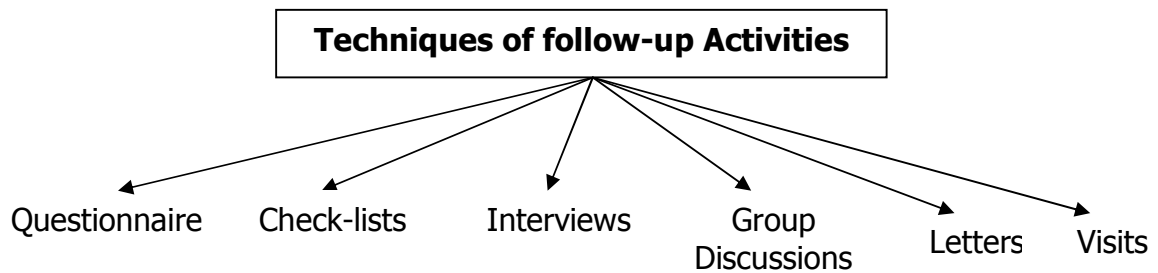 Techniques of follow-up Activities
Questionnaire
Check-lists
Interviews
Group
Discussions
Letters
Visits